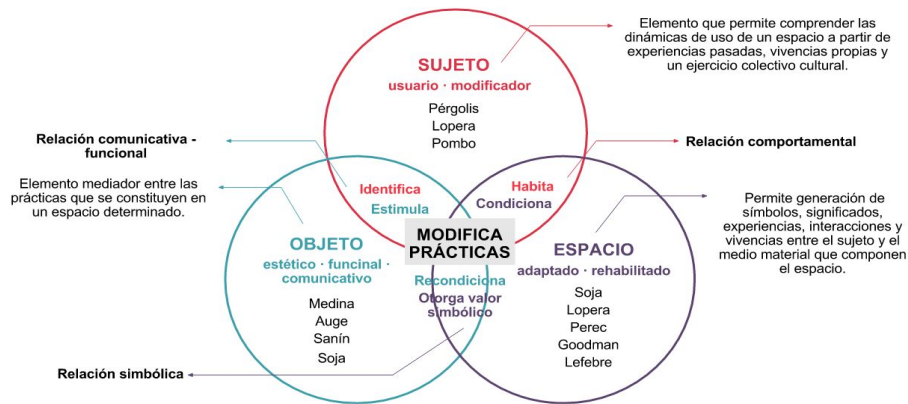 Elemento que permite comprender las
dinámicas de uso de un espacio a partir de
experiencias pasadas, vivencias propias y
un ejercicio colectivo cultural.
SUJETO
usuario · modificador
Pérgolis
Lopera
Pombo
Relación comunicativa -
funcional
Elemento mediador entre las
prácticas que se constituyen en
un espacio determinado.
Relación comportamental
Identifica
Estimula
Habita
Condiciona
Permite generación de
símbolos, significados,
experiencias, interacciones y
vivencias entre el sujeto y el
medio material que componen
el espacio.
MODIFICA
PRÁCTICAS
OBJETO
estético · funcinal ·
comunicativo
Medina
Auge
Sanín
Soja
ESPACIO
adaptado · rehabilitado
Soja
Lopera
Perec
Goodman
Lefebre
Recondiciona
Otorga valor
simbólico
Relación simbólica